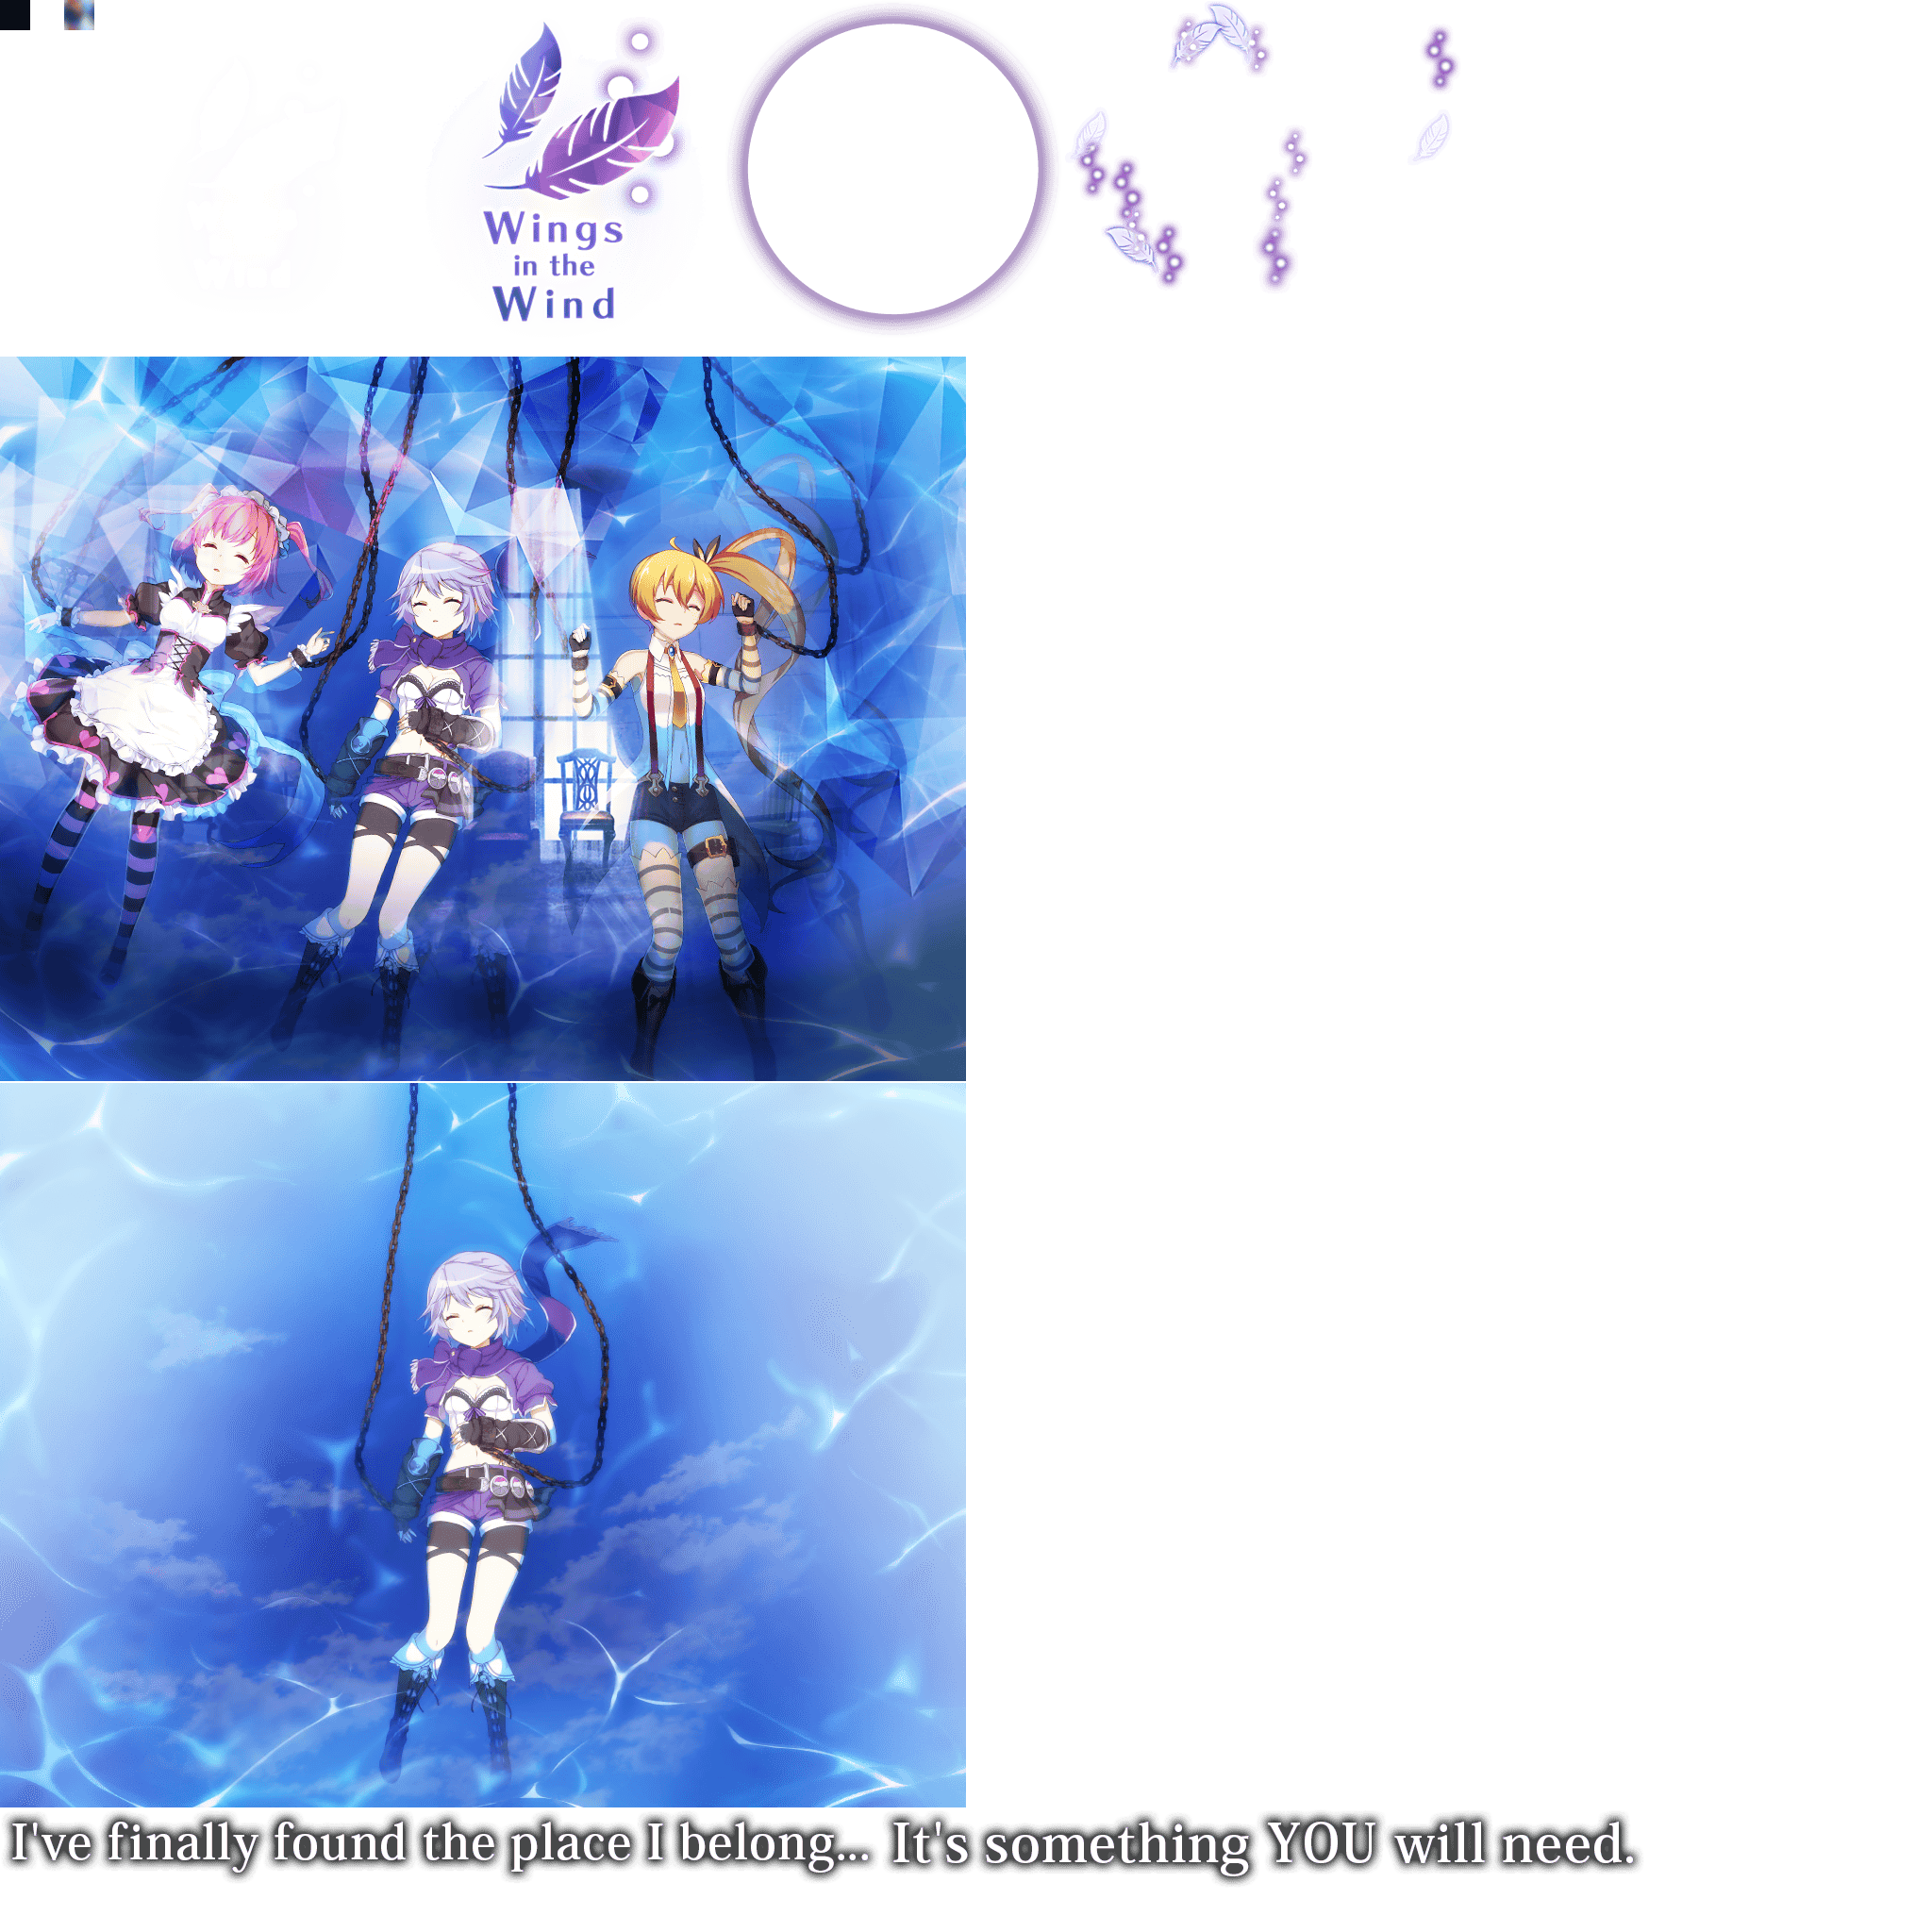 Wings
in the
Wind
I've finally found the place I belong...
It's something YOU will need.